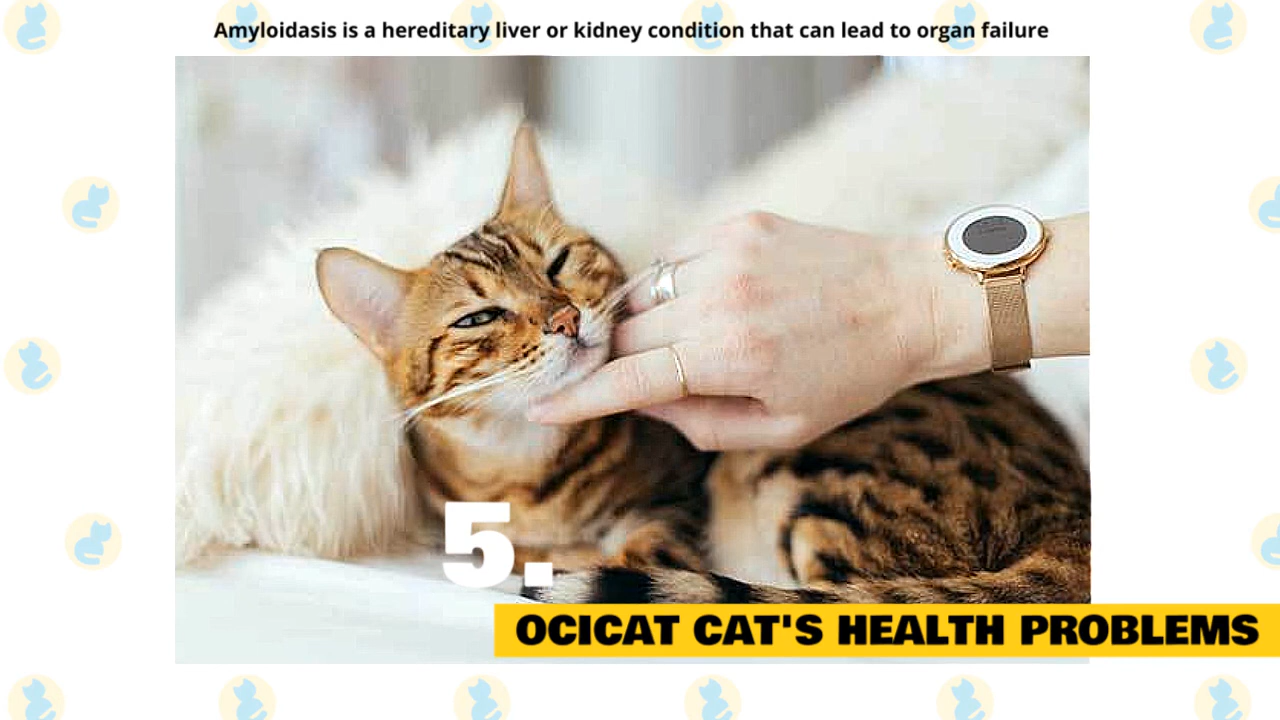 Amyloidasis is a hereditary liver or kidney condition that can lead to organ failure
5.
OCICAT CAT'S HEALTH PROBLEMS